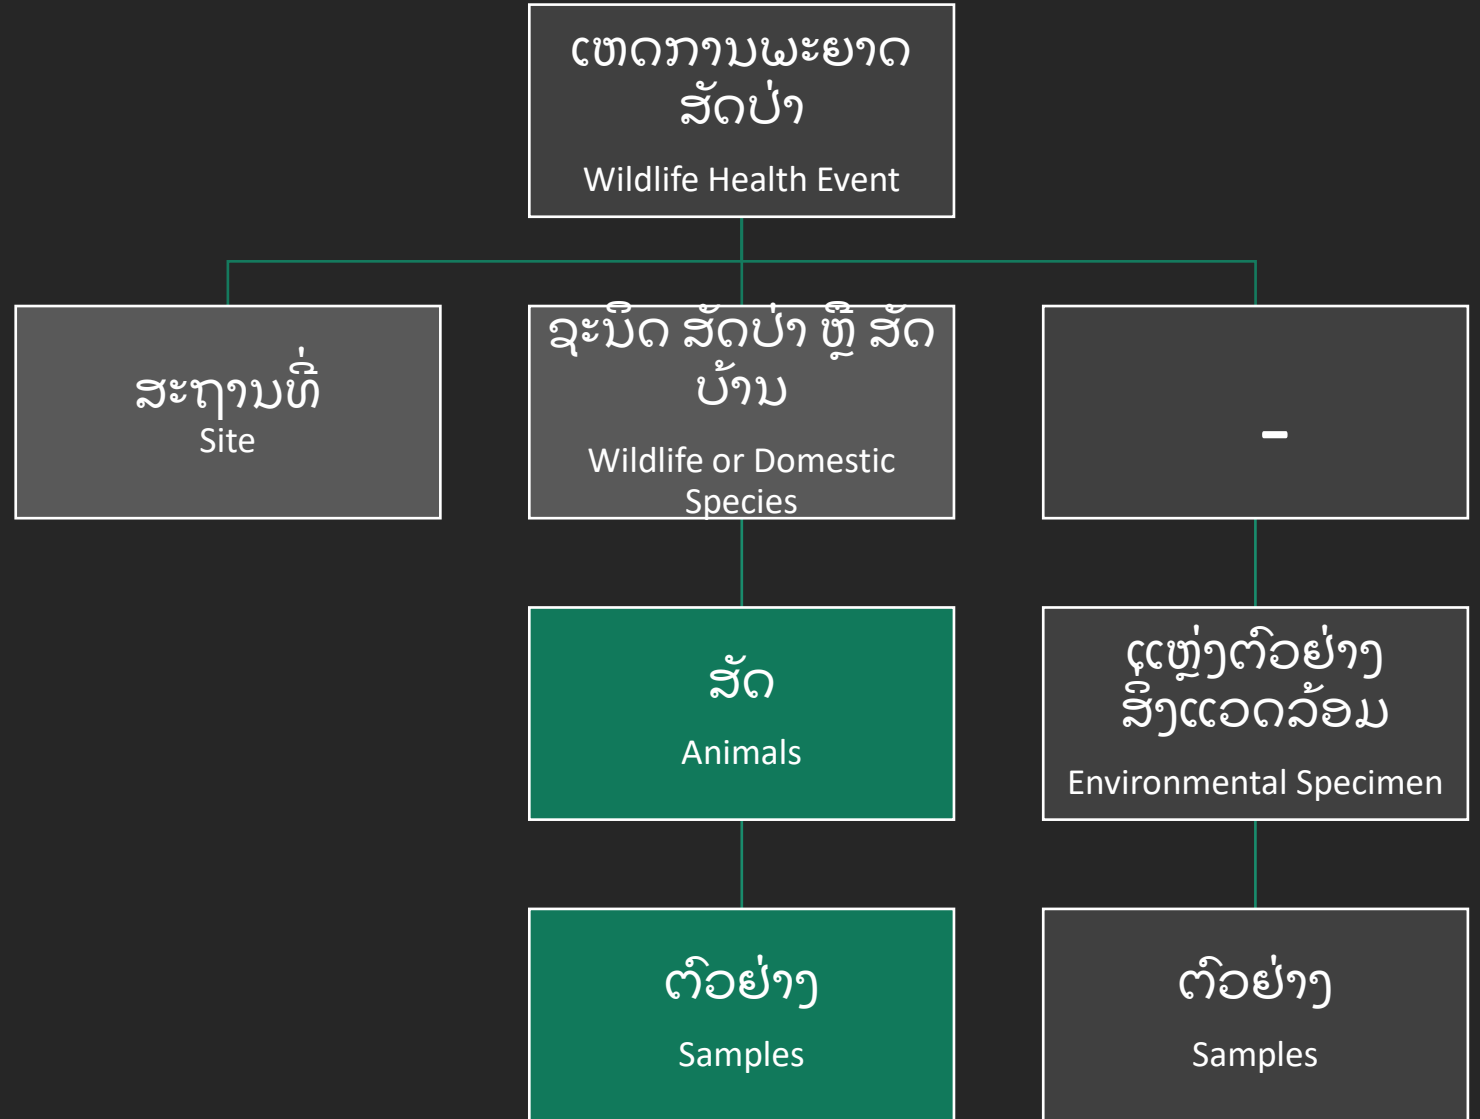 ເຫດການພະຍາດ
ສັດປ່າ
Wildlife Health Event
ສະຖານທີ່
Site
ຊະນິດ ສັດປ່າ ຫຼື ສັດ
ບ້ານ
Wildlife or Domestic
Species
-
ສັດ
Animals
ແຫຼ່ງຕົວຢ່າງ
ສິ່ງແວດລ້ອມ
Environmental Specimen
ຕົວຢ່າງ
Samples
ຕົວຢ່າງ
Samples